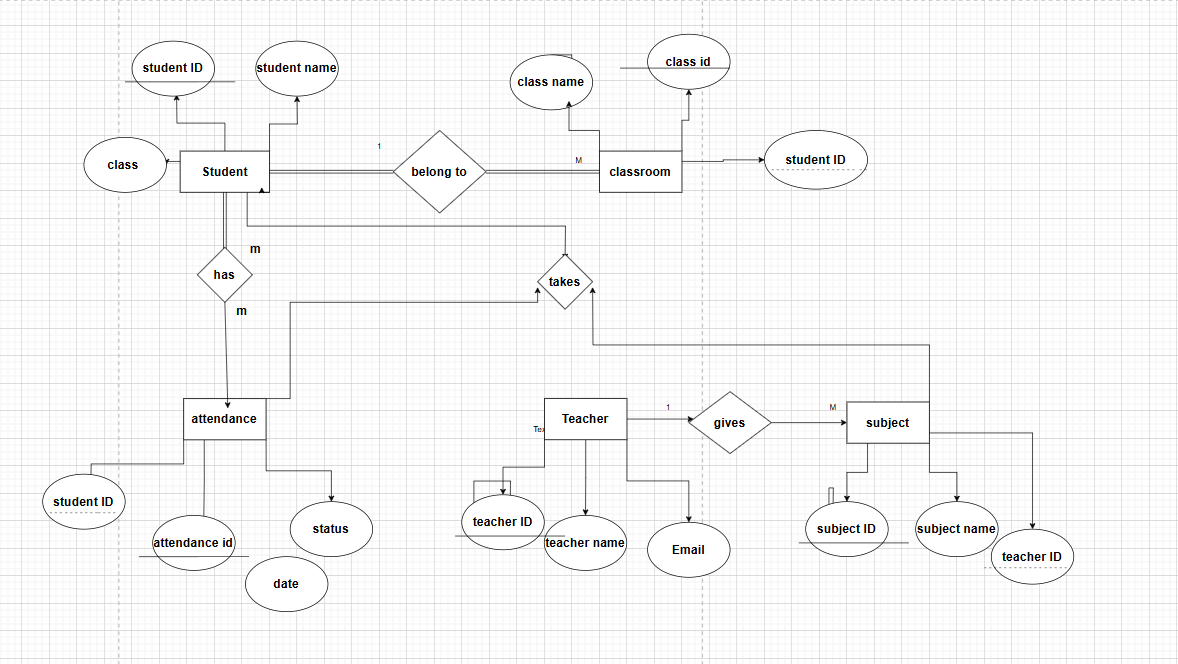 student ID
student name
class name
class id
class
Student
1
belong to
M
classroom
student ID
m
has
takes
m
attendance
Teacher
1
gives
M
subject
Tex
student ID
attendance id
status
date
teacher ID
teacher name
Email
subject ID
subject name
teacher ID